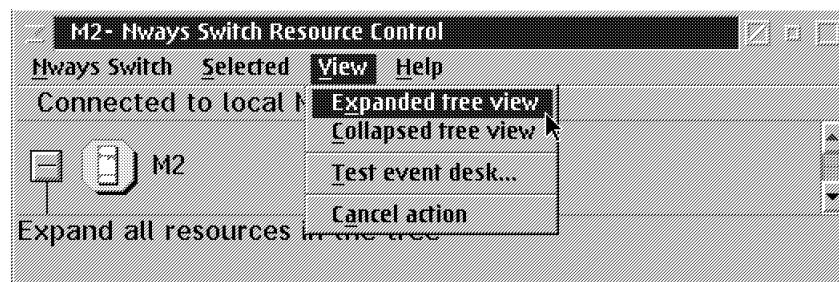 M2- Nways Switch Resource Control
Nways Switch Selected View Help
Connected to local
Expanded tree view
Collapsed tree view
Test event desk...
Cancel action
M2
Expand all resources in the tree